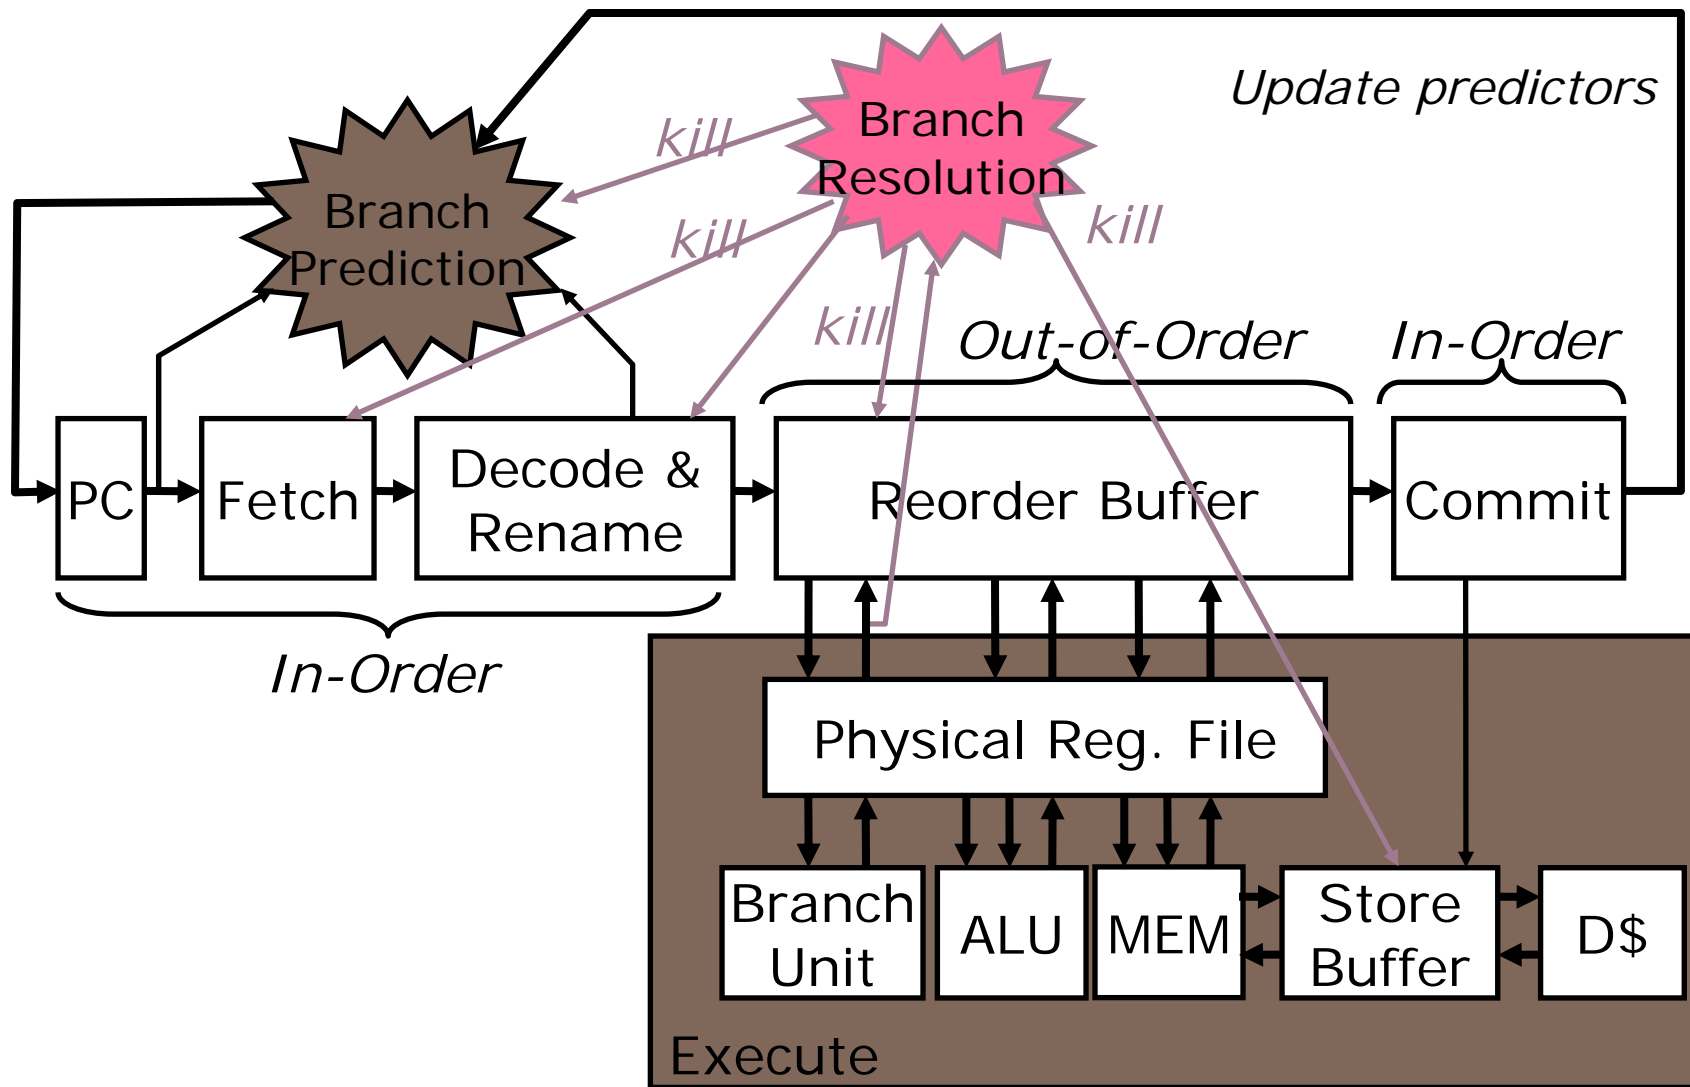 Update predictors
Branch
Resolution
kill
Branch
Prediction
kill
kill
kill
Out-of-Order
In-Order
PC
Fetch
Decode &
Rename
Reorder Buffer
Commit
In-Order
Physical Reg. File
Branch
Unit
ALU
MEM
Store
Buffer
D$
Execute